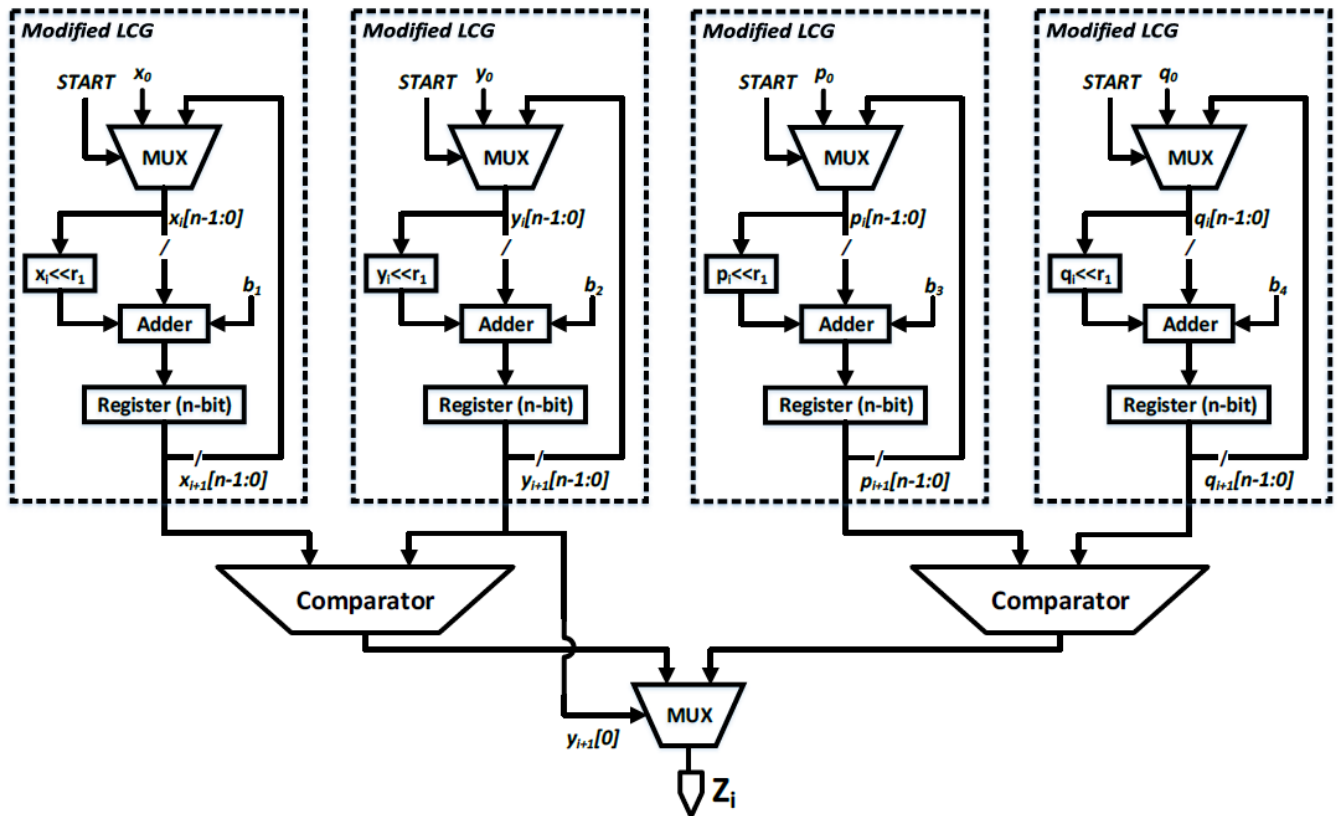 Modified LCG Modified LCG Modified LCG Modified LCG
START x₀ START y₀ START p₀ START q₀
MUX MUX MUX MUX
xᵢ[n-1:0] yᵢ[n-1:0] pᵢ[n-1:0] qᵢ[n-1:0]
/ / / /
xᵢ<<r₁ b₁ yᵢ<<r₁ b₂ pᵢ<<r₁ b₃ qᵢ<<r₁ b₄
Adder Adder Adder Adder
Register (n-bit) Register (n-bit) Register (n-bit) Register (n-bit)
/ / / /
xᵢ₊₁[n-1:0] yᵢ₊₁[n-1:0] pᵢ₊₁[n-1:0] qᵢ₊₁[n-1:0]
Comparator Comparator
MUX
yᵢ₊₁[0]
Zᵢ